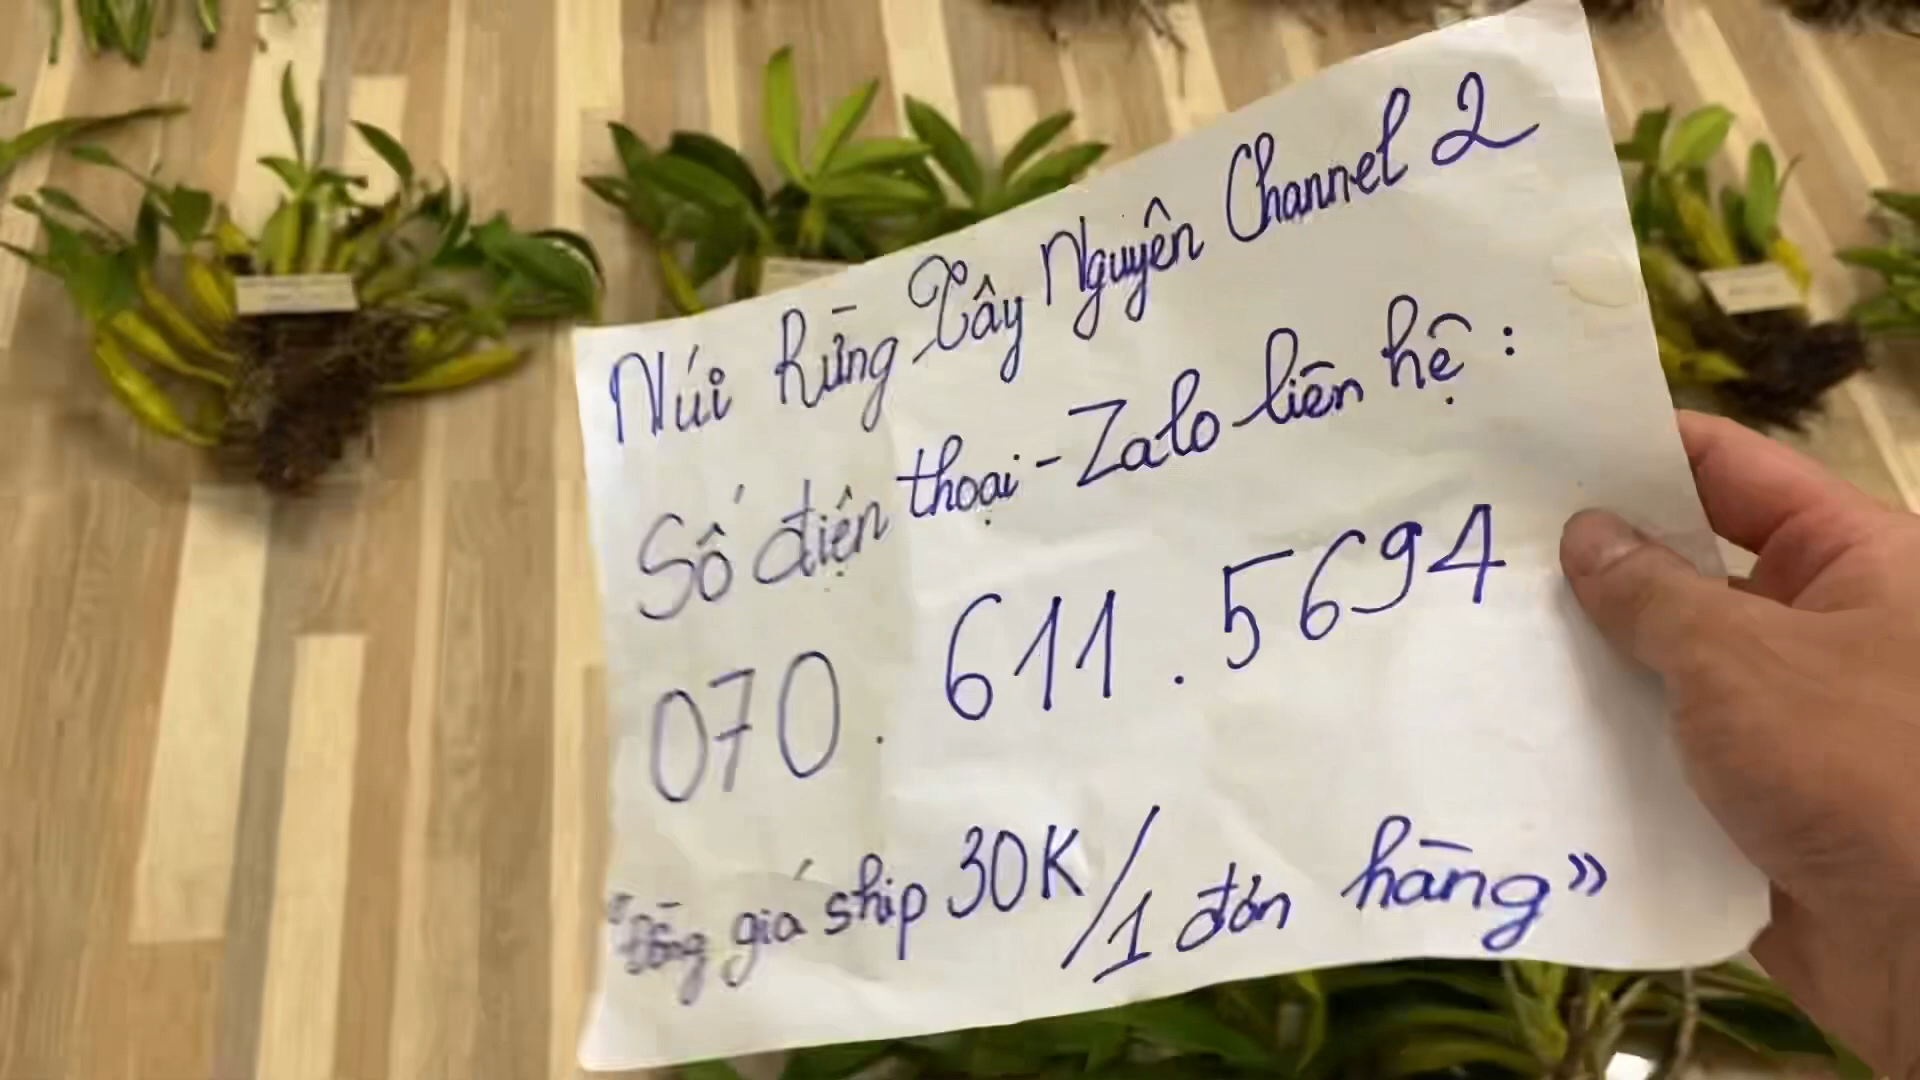 Núi Rừng Tây Nguyên Channel 2
Số điện thoại - Zalo liên hệ :
070 . 611 . 5694
"Đồng giá ship 30K/1 đơn hàng"